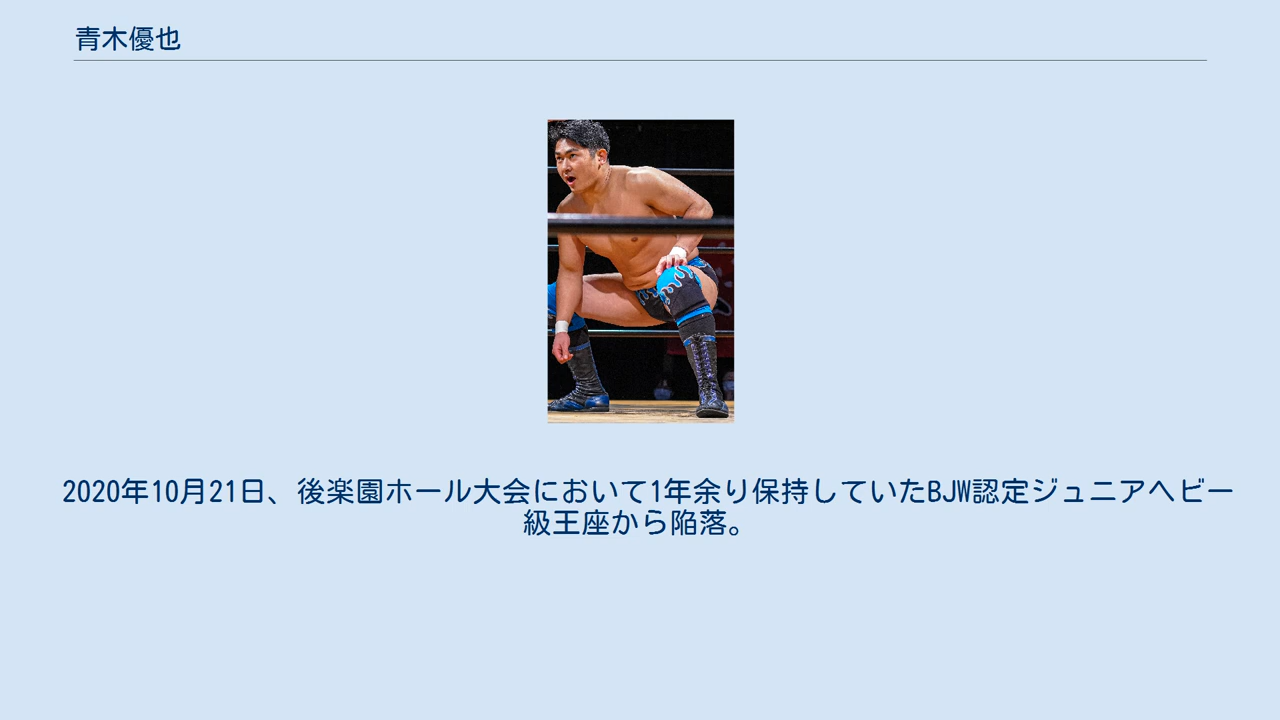 青木優也
2020年10月21日、後楽園ホール大会において1年余り保持していたBJW認定ジュニアヘビー
級王座から陥落。